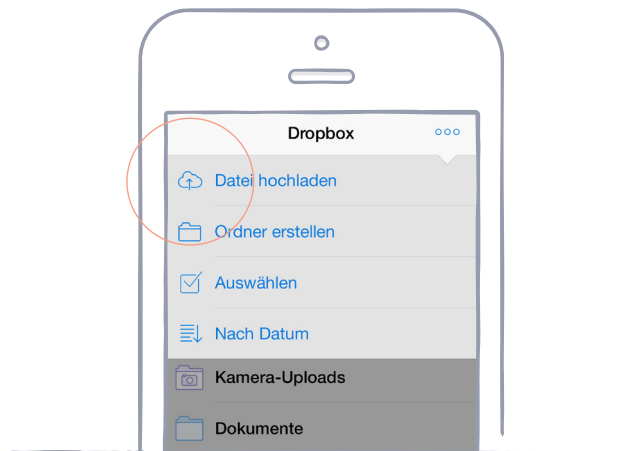 Dropbox
Datei hochladen
Ordner erstellen
Auswählen
Nach Datum
Kamera-Uploads
Dokumente